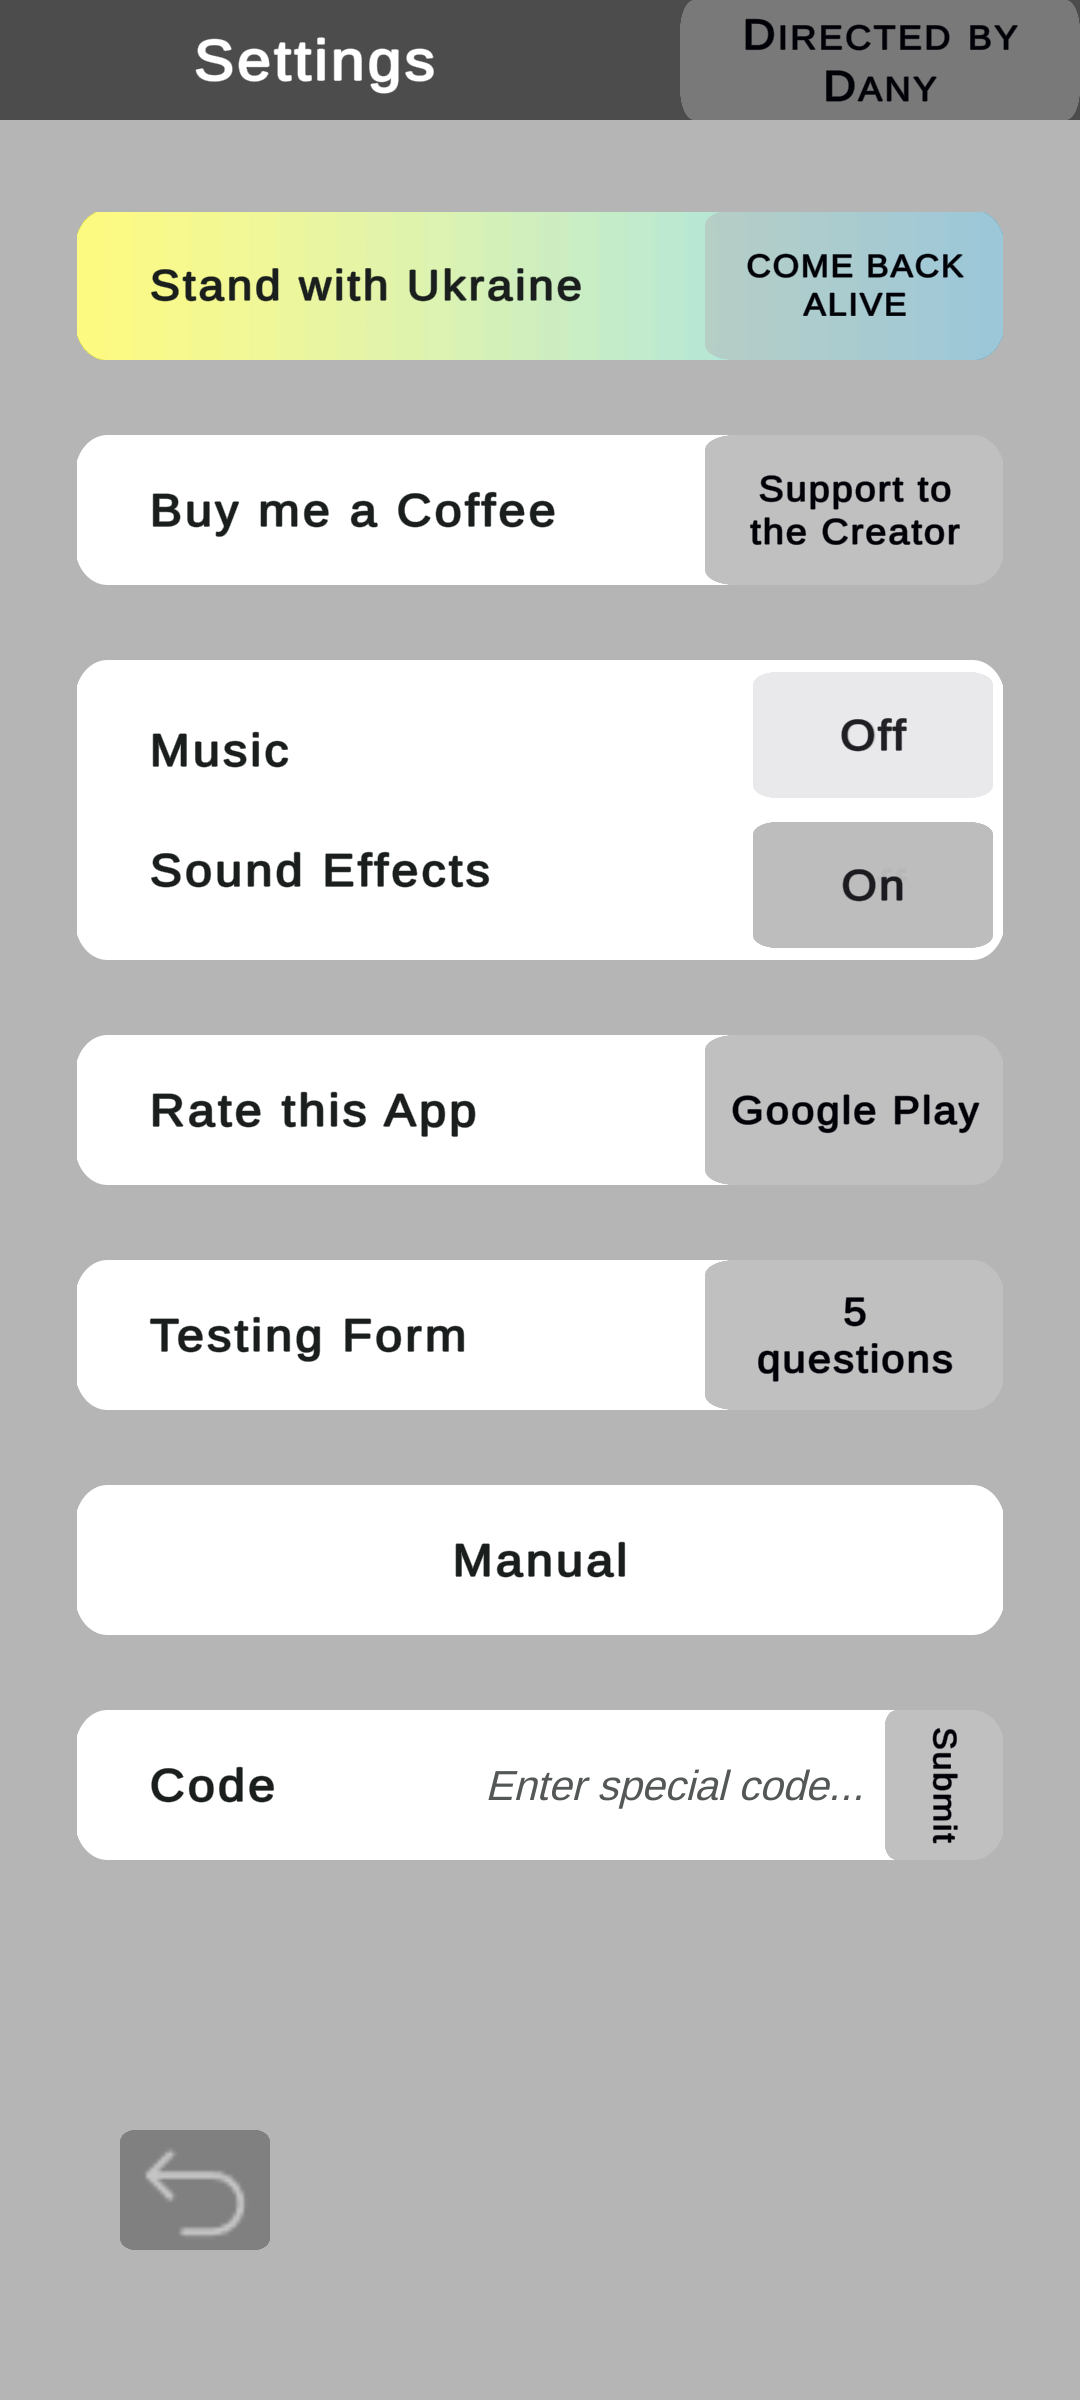 Settings
DIRECTED BY
DANY
Stand with Ukraine
COME BACK
ALIVE
Buy me a Coffee
Support to
the Creator
Music
Off
Sound Effects
On
Rate this App
Google Play
Testing Form
5
questions
Manual
Code
Enter special code...
Submit